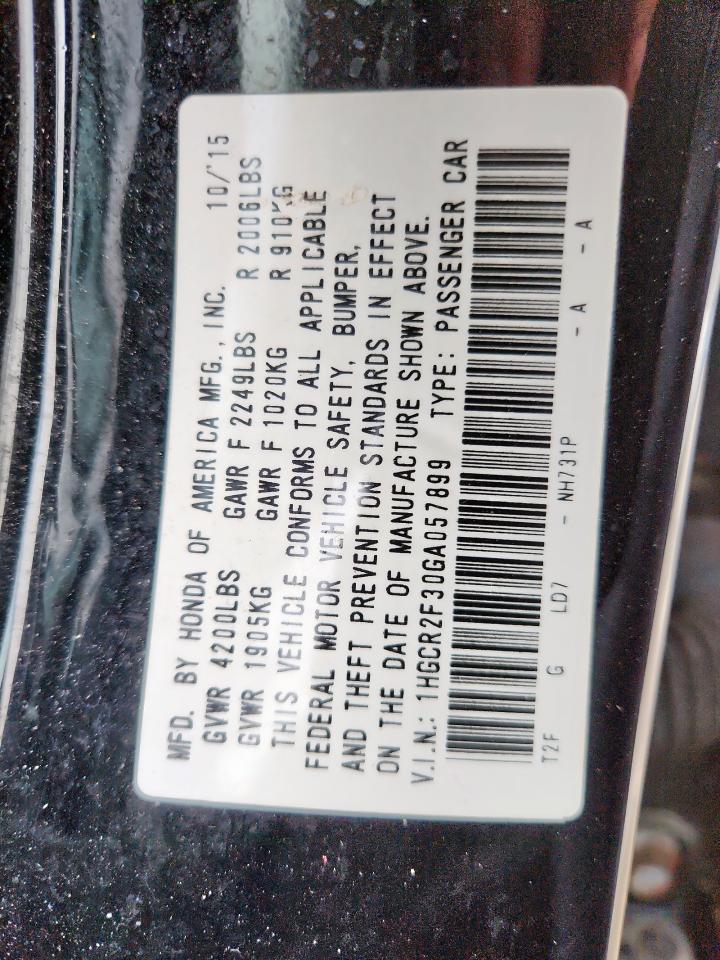 MFD. BY HONDA OF AMERICA MFG., INC. 10/'15
GVWR 4200LBS GAWR F 2249LBS R 2006LBS
GVWR 1905KG GAWR F 1020KG R 910KG
THIS VEHICLE CONFORMS TO ALL APPLICABLE
FEDERAL MOTOR VEHICLE SAFETY, BUMPER,
AND THEFT PREVENTION STANDARDS IN EFFECT
ON THE DATE OF MANUFACTURE SHOWN ABOVE.
V.I.N.: 1HGCR2F30GA057899 TYPE: PASSENGER CAR
T2F G LD7 - NH731P - A - A